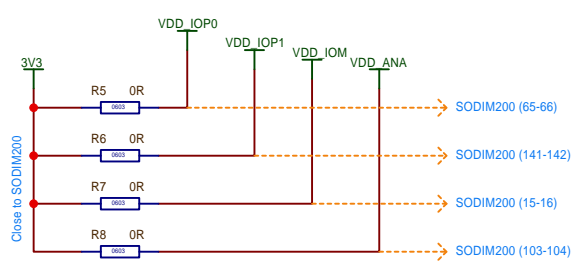 VDD_IOP0
VDD_IOP1
VDD_IOM
3V3
VDD_ANA
R5 0R
0603
SODIM200 (65-66)
R6 0R
0603
SODIM200 (141-142)
R7 0R
0603
SODIM200 (15-16)
R8 0R
0603
SODIM200 (103-104)
Close to SODIM200